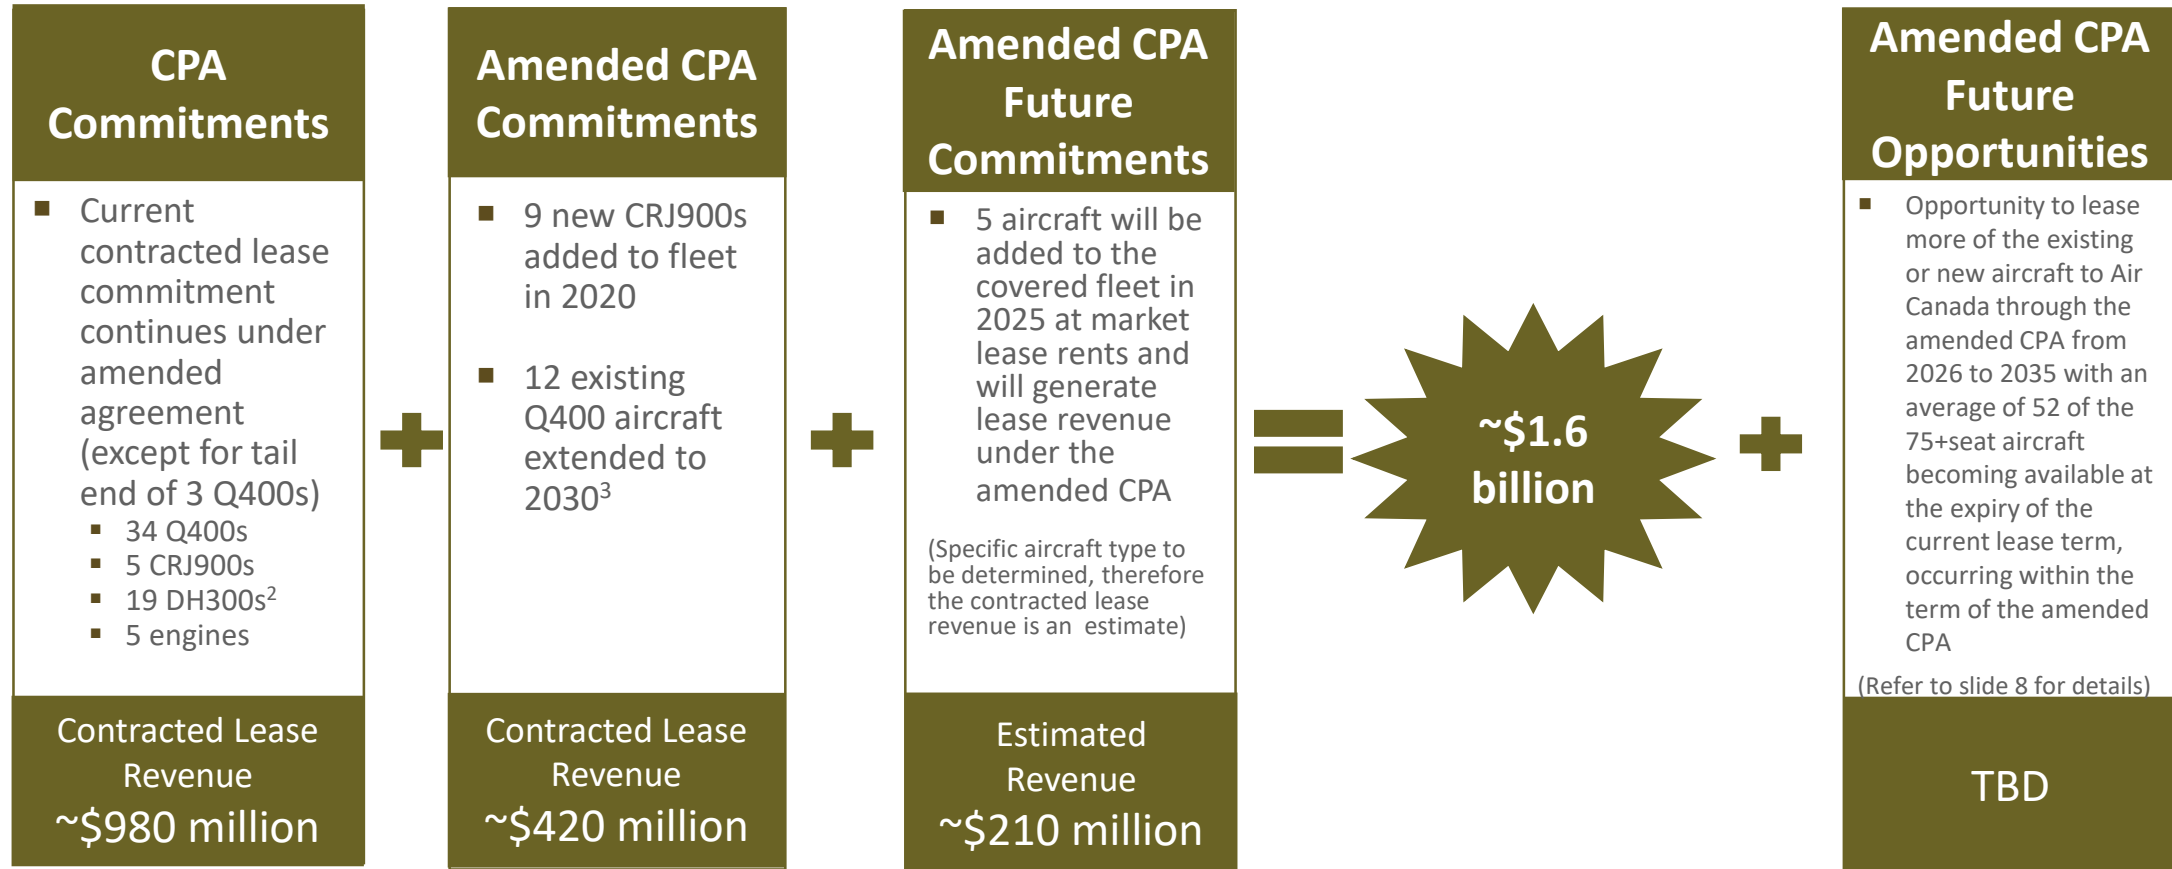 CPA
Commitments
▪ Current
contracted lease
commitment
continues under
amended
agreement
(except for tail
end of 3 Q400s)
▪ 34 Q400s
▪ 5 CRJ900s
▪ 19 DH300s²
▪ 5 engines
Contracted Lease
Revenue
~$980 million
Amended CPA
Commitments
▪ 9 new CRJ900s
added to fleet
in 2020
▪ 12 existing
Q400 aircraft
extended to
2030³
Contracted Lease
Revenue
~$420 million
Amended CPA
Future
Commitments
▪ 5 aircraft will be
added to the
covered fleet in
2025 at market
lease rents and
will generate
lease revenue
under the
amended CPA
(Specific aircraft type to
be determined, therefore
the contracted lease
revenue is an estimate)
Estimated
Revenue
~$210 million
~$1.6
billion
Amended CPA
Future
Opportunities
▪ Opportunity to lease
more of the existing
or new aircraft to Air
Canada through the
amended CPA from
2026 to 2035 with an
average of 52 of the
75+seat aircraft
becoming available at
the expiry of the
current lease term,
occurring within the
term of the amended
CPA
(Refer to slide 8 for details)
TBD